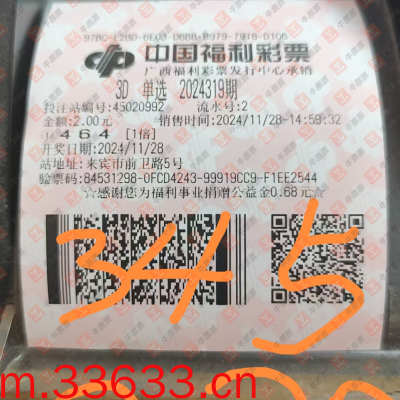 中国福利彩票
广西福利彩票发行中心承销
3D 单选 2024319期
投注站编号:45020992 流水号:2
金额:2.00元 销售时间:2024/11/28-14:59:32
464 [1倍]
开奖日期:2024/11/28
站地址:来宾市前卫路5号
验票码:84531298-0FCD4243-99919CC9-F1EE2544
☆感谢您为福利事业捐赠公益金0.68元☆
345
m.33633.cn